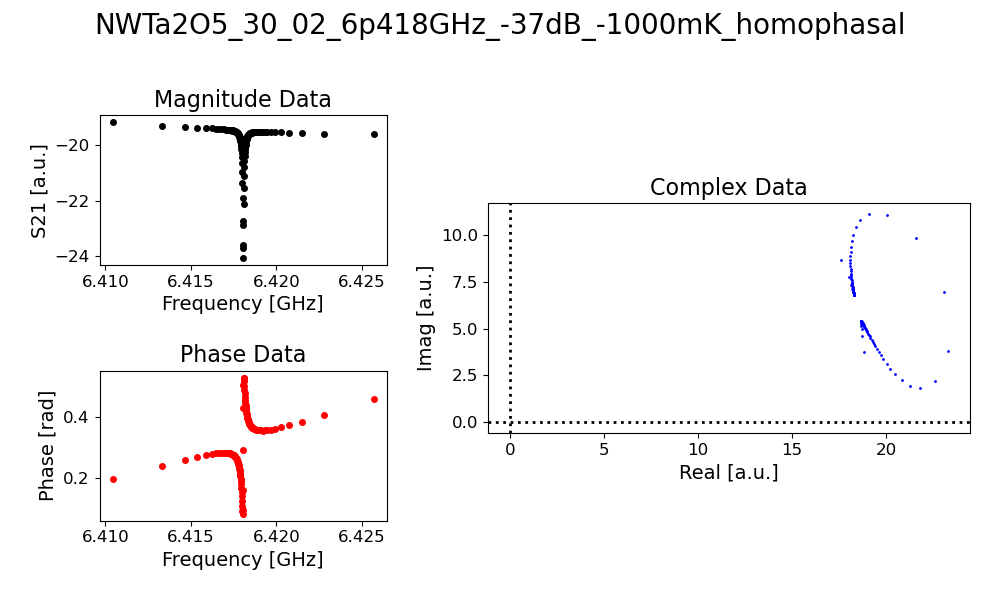 NWTa2O5_30_02_6p418GHz_-37dB_-1000mK_homophasal
Magnitude Data
S21 [a.u.]
−20
−22
−24
6.410 6.415 6.420 6.425
Frequency [GHz]
Phase Data
Phase [rad]
0.4
0.2
6.410 6.415 6.420 6.425
Frequency [GHz]
Complex Data
Imag [a.u.]
10.0
7.5
5.0
2.5
0.0
0 5 10 15 20
Real [a.u.]